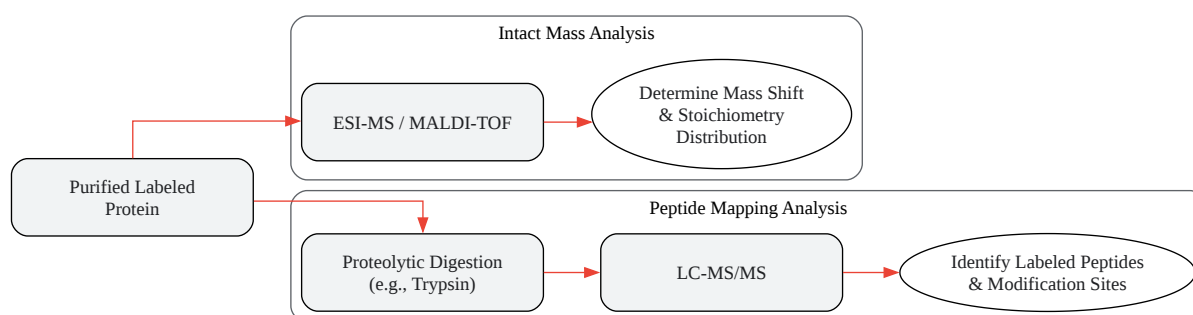 Intact Mass Analysis
ESI-MS / MALDI-TOF
Determine Mass Shift
& Stoichiometry
Distribution
Purified Labeled
Protein
Peptide Mapping Analysis
Proteolytic Digestion
(e.g., Trypsin)
LC-MS/MS
Identify Labeled Peptides
& Modification Sites